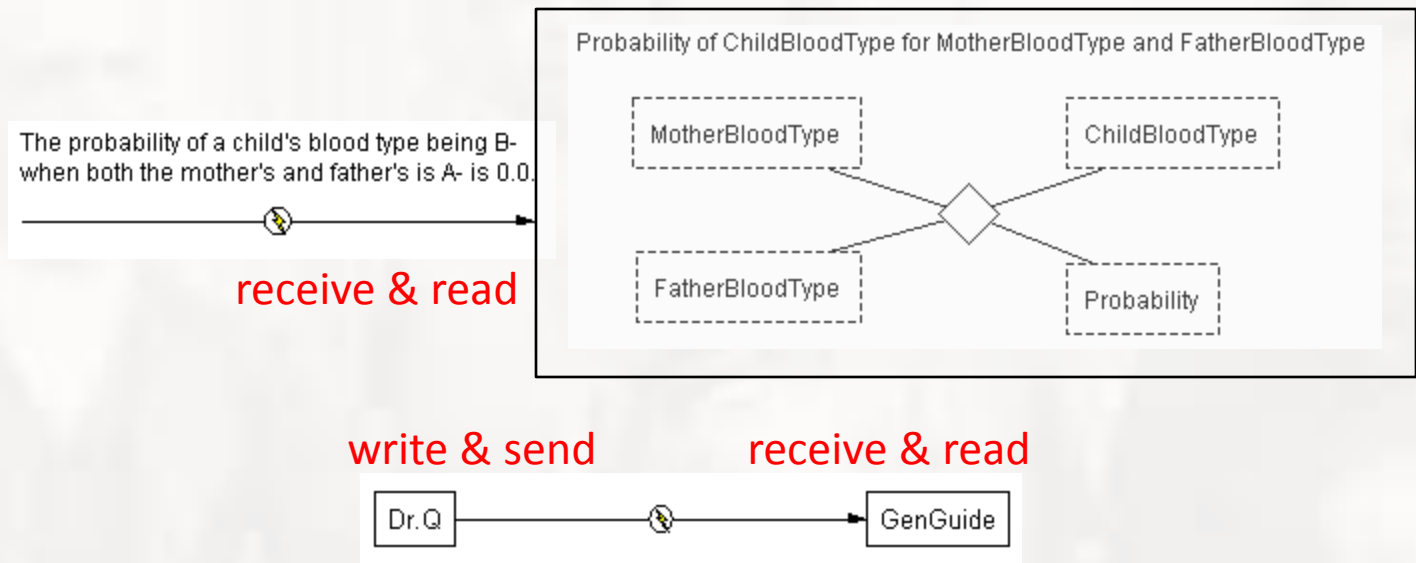 Probability of ChildBloodType for MotherBloodType and FatherBloodType
MotherBloodType
ChildBloodType
The probability of a child's blood type being B-
when both the mother's and father's is A- is 0.0.
receive & read
FatherBloodType
Probability
write & send
receive & read
Dr.Q
GenGuide